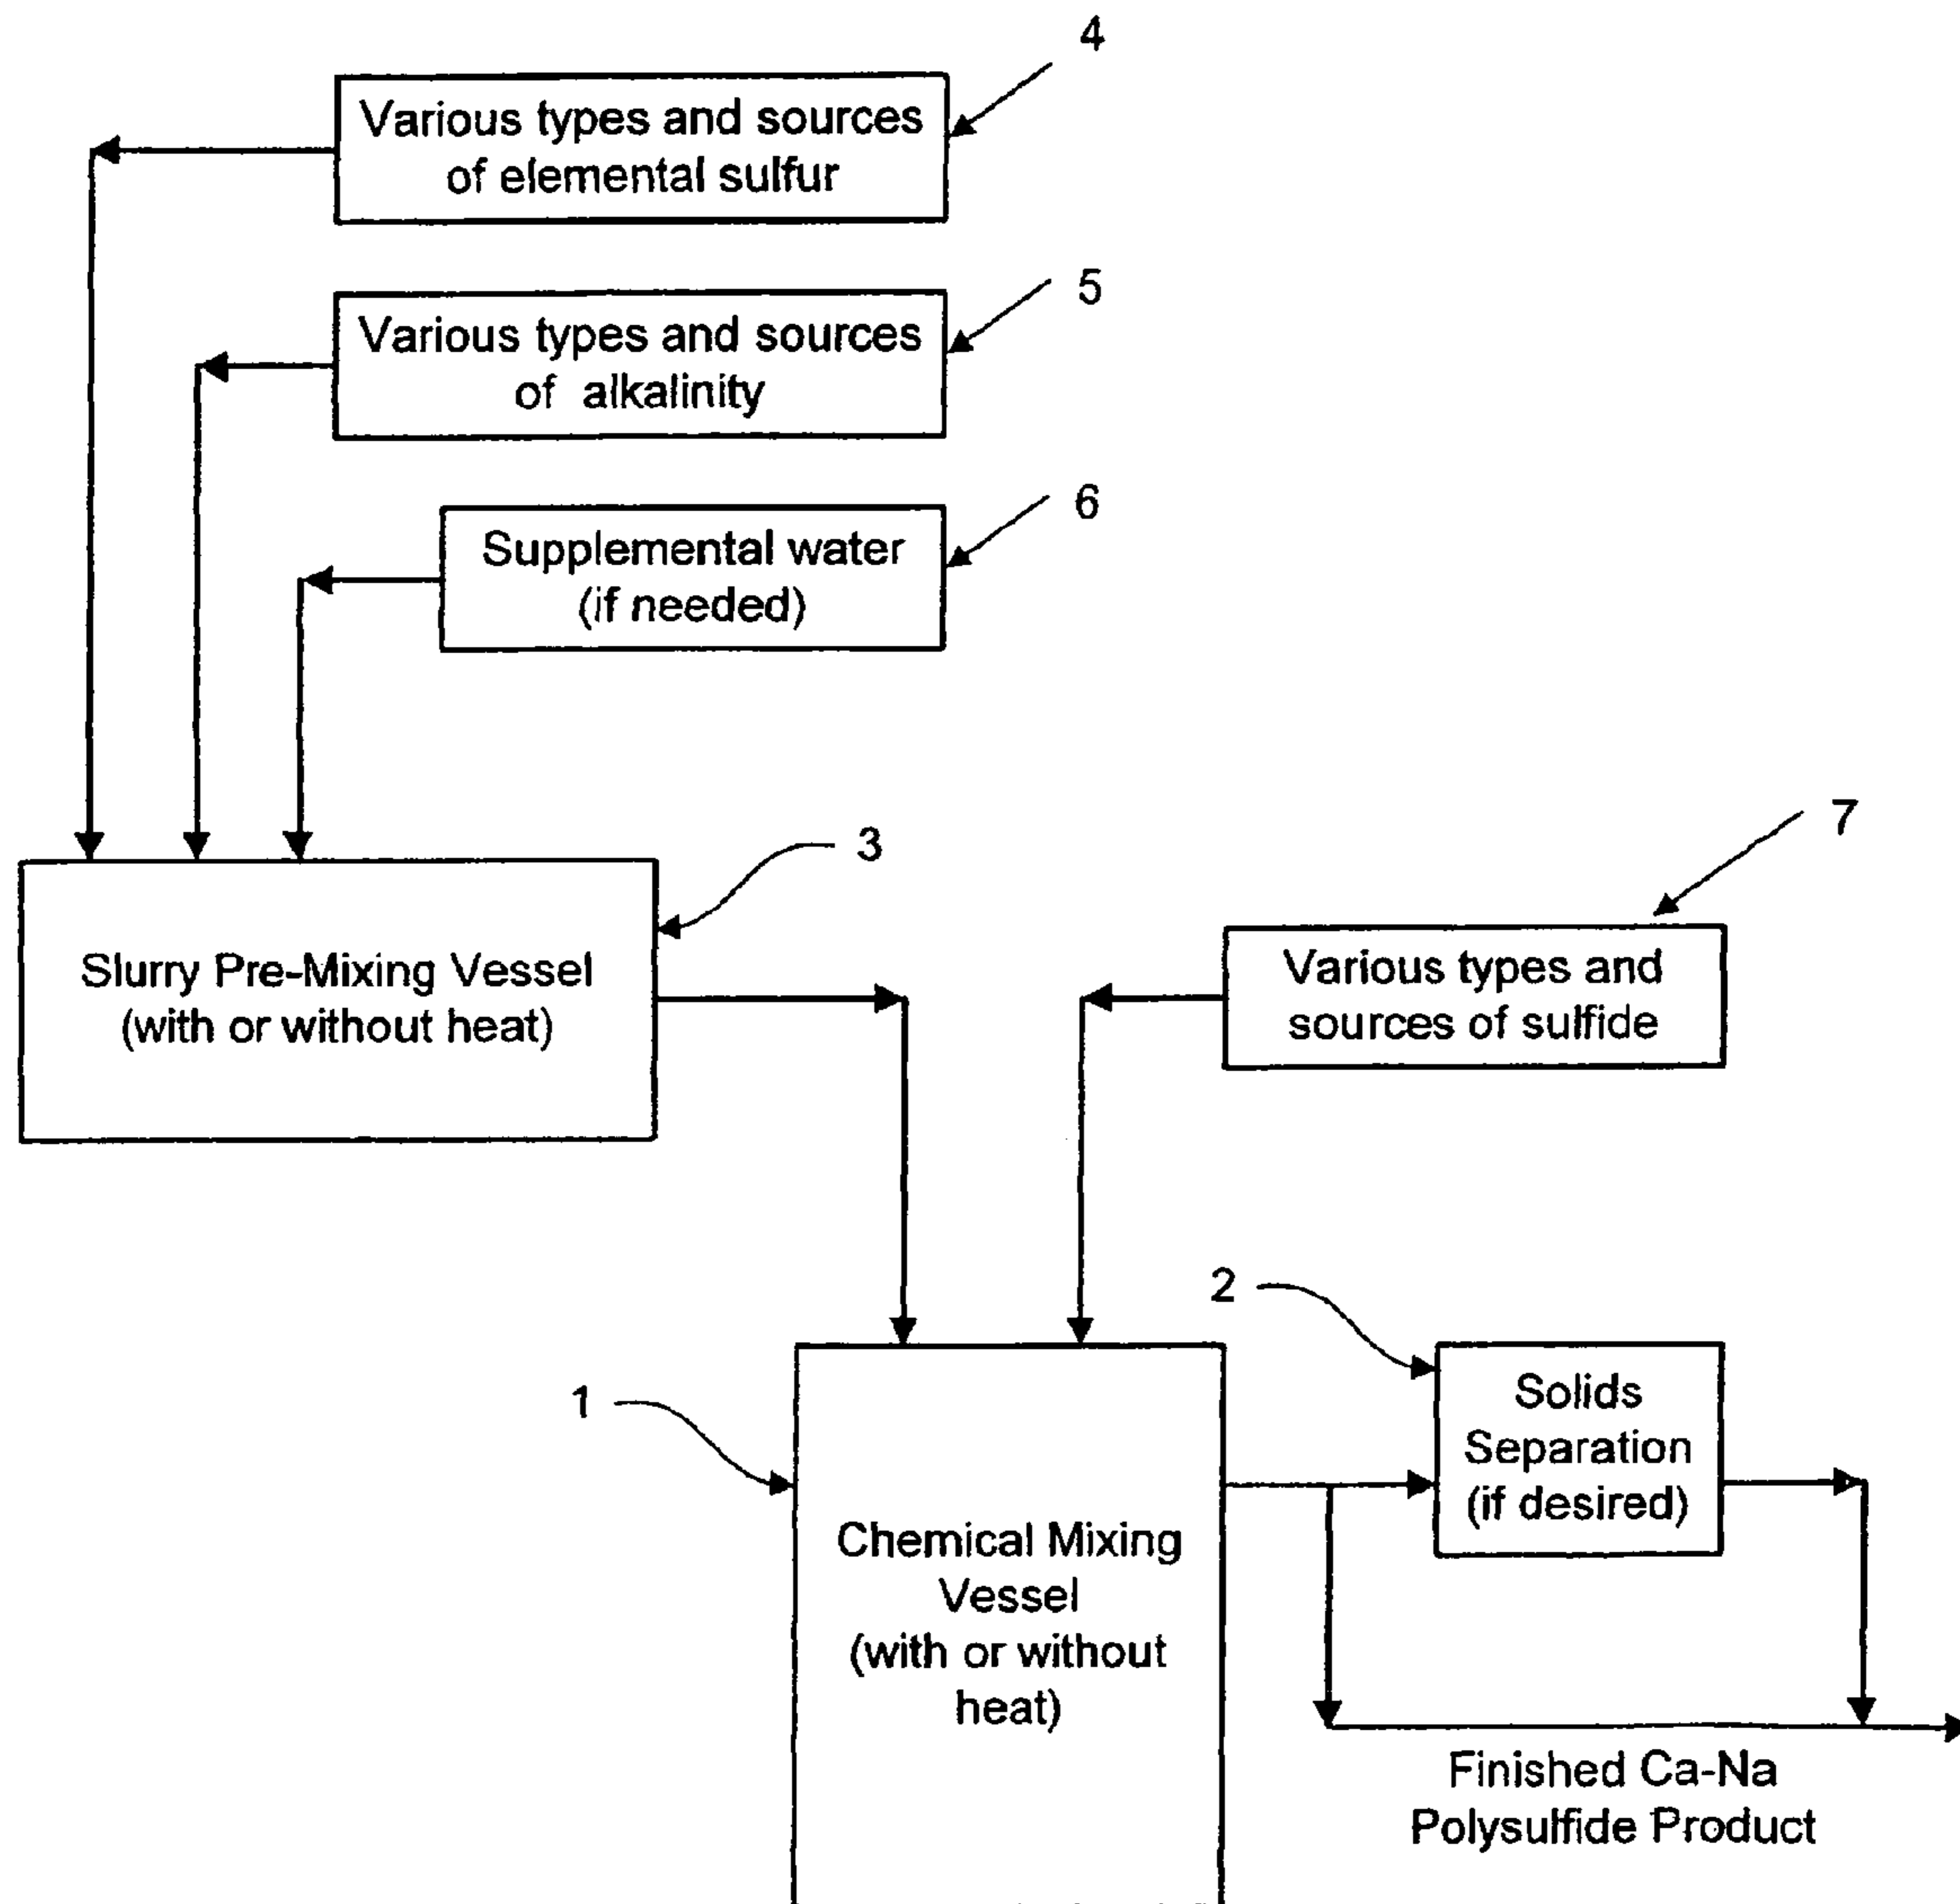 4
Various types and sources
of elemental sulfur
5
Various types and sources
of alkalinity
6
Supplemental water
(if needed)
3
Slurry Pre-Mixing Vessel
(with or without heat)
7
Various types and
sources of sulfide
2
Solids
Separation
(if desired)
1
Chemical Mixing
Vessel
(with or without
heat)
Finished Ca-Na
Polysulfide Product